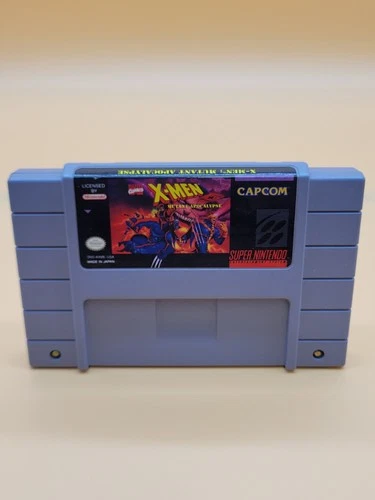 X-MEN: MUTANT APOCALYPSE
LICENSED
BY
Nintendo
X-MEN
MUTANT APOCALYPSE
CAPCOM
MADE IN JAPAN
SUPER NINTENDO